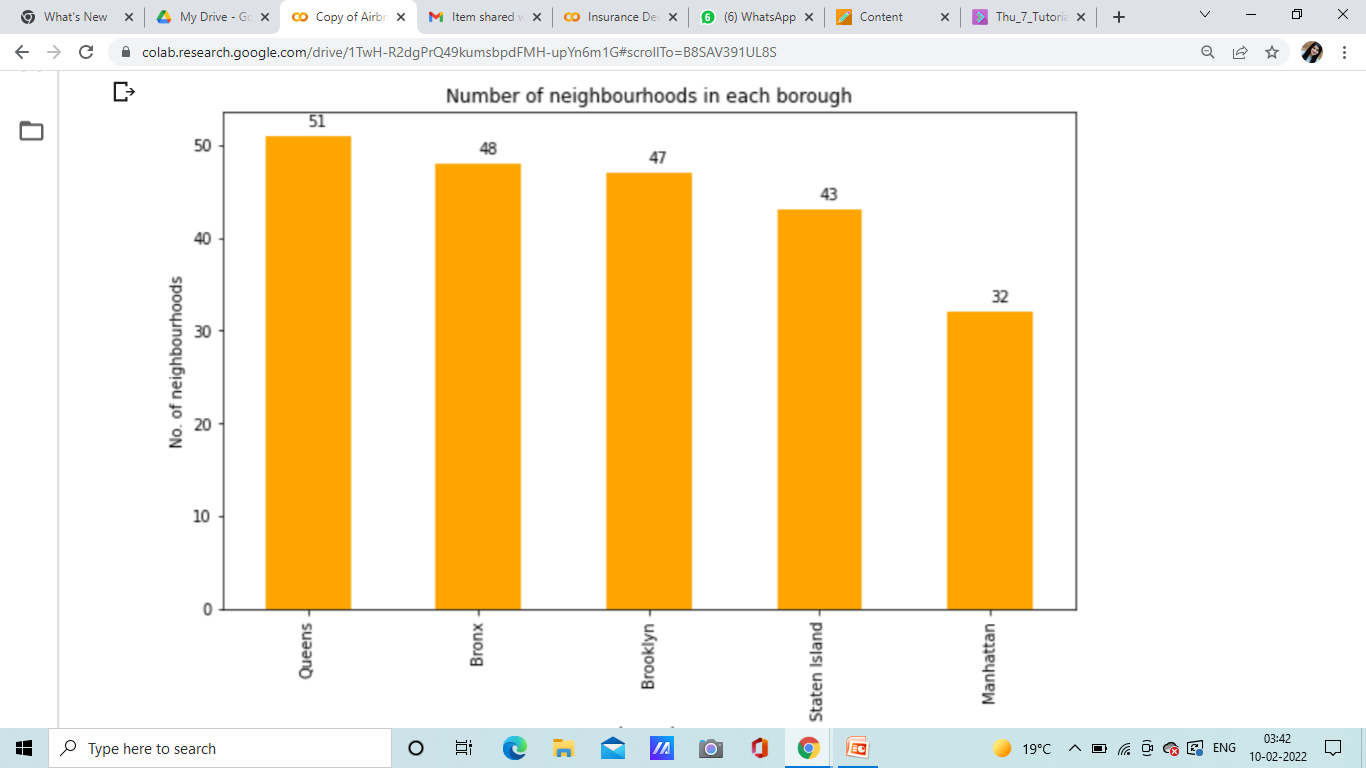 What's New
My Drive - Go
Copy of Airbn
Item shared w
Insurance De
(6) WhatsApp
Content
Thu_7_Tutoria
colab.research.google.com/drive/1TwH-R2dgPrQ49kumsbpdFMH-upYn6m1G#scrollTo=B8SAV391UL8S
Number of neighbourhoods in each borough
No. of neighbourhoods
50
40
30
20
10
0
51
48
47
43
32
Queens
Bronx
Brooklyn
Staten Island
Manhattan
Type here to search
19°C
ENG
03:42
10-02-2022